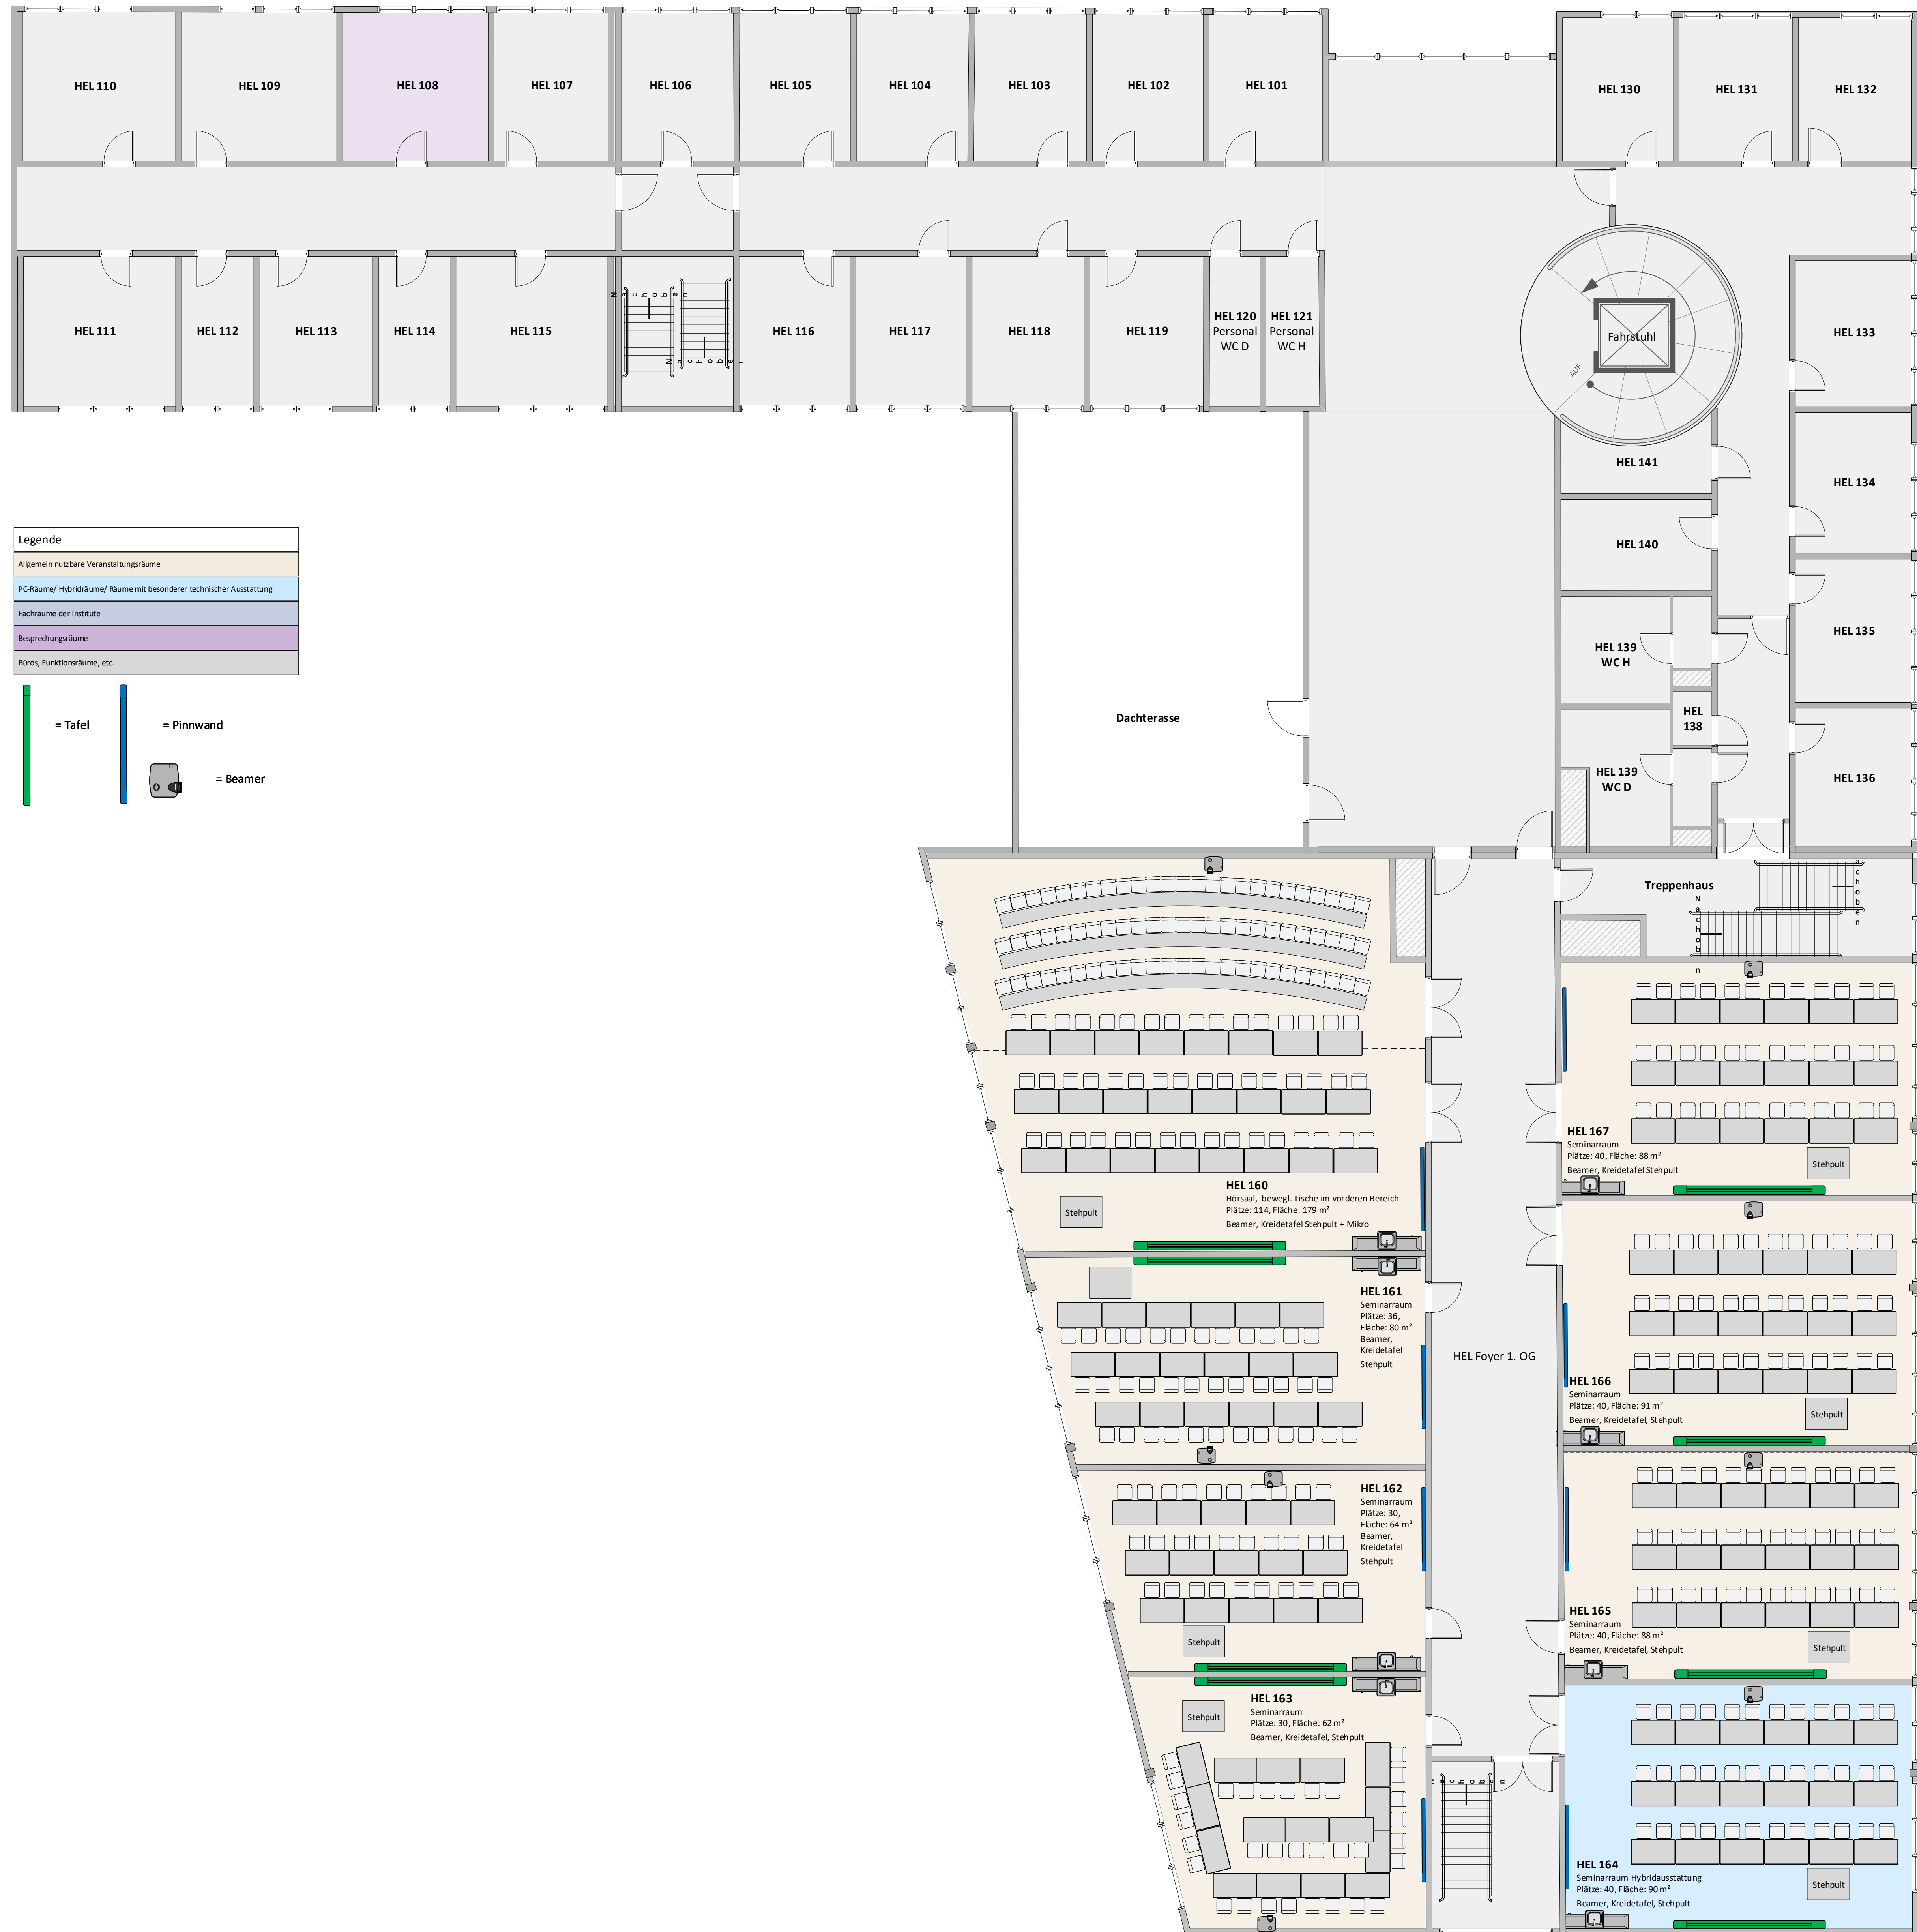 HEL 110
HEL 109
HEL 108
HEL 107
HEL 106
HEL 105
HEL 104
HEL 103
HEL 102
HEL 101
HEL 130
HEL 131
HEL 132
HEL 111
HEL 112
HEL 113
HEL 114
HEL 115
Nachoben
Nachoben
HEL 116
HEL 117
HEL 118
HEL 119
HEL 120
Personal
WC D
HEL 121
Personal
WC H
Fahrstuhl
AUF
HEL 133
HEL 141
HEL 134
HEL 140
HEL 135
HEL 139
WC H
HEL
138
HEL 139
WC D
HEL 136
Legende
Allgemein nutzbare Veranstaltungsräume
PC-Räume/ Hybridräume/ Räume mit besonderer technischer Ausstattung
Fachräume der Institute
Besprechungsräume
Büros, Funktionsräume, etc.
= Tafel
= Pinnwand
= Beamer
Dachterasse
Treppenhaus
HEL 160
Hörsaal, bewegl. Tische im vorderen Bereich
Plätze: 114, Fläche: 179 m²
Beamer, Kreidetafel Stehpult + Mikro
Stehpult
HEL 167
Seminarraum
Plätze: 40, Fläche: 88 m²
Beamer, Kreidetafel Stehpult
Stehpult
HEL 161
Seminarraum
Plätze: 36,
Fläche: 80 m²
Beamer,
Kreidetafel
Stehpult
HEL Foyer 1. OG
HEL 166
Seminarraum
Plätze: 40, Fläche: 91 m²
Beamer, Kreidetafel, Stehpult
Stehpult
HEL 162
Seminarraum
Plätze: 30,
Fläche: 64 m²
Beamer,
Kreidetafel
Stehpult
Stehpult
HEL 165
Seminarraum
Plätze: 40, Fläche: 88 m²
Beamer, Kreidetafel, Stehpult
Stehpult
HEL 163
Seminarraum
Plätze: 30, Fläche: 62 m²
Beamer, Kreidetafel, Stehpult
Stehpult
HEL 164
Seminarraum Hybridausstattung
Plätze: 40, Fläche: 90 m²
Beamer, Kreidetafel, Stehpult
Stehpult